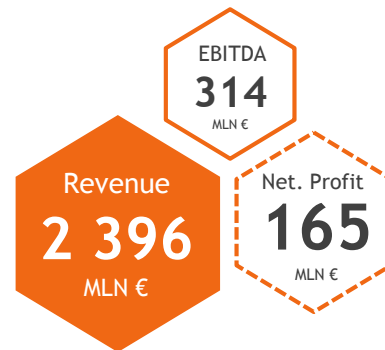 EBITDA
314
MLN €
Revenue
2 396
MLN €
Net. Profit
165
MLN €